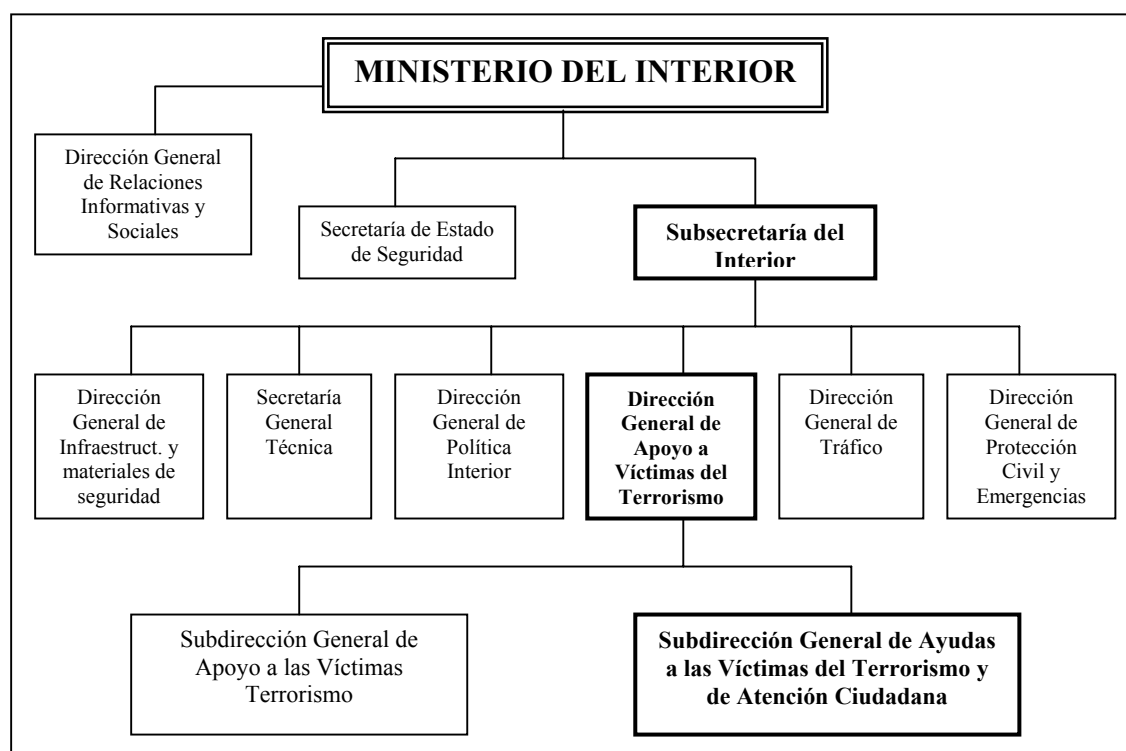 MINISTERIO DEL INTERIOR
Dirección General
de Relaciones
Informativas y
Sociales
Secretaría de Estado
de Seguridad
Subsecretaría del
Interior
Dirección
General de
Infraestruct. y
materiales de
seguridad
Secretaría
General
Técnica
Dirección
General de
Política
Interior
Dirección
General de
Apoyo a
Víctimas del
Terrorismo
Dirección
General de
Tráfico
Dirección
General de
Protección
Civil y
Emergencias
Subdirección General de
Apoyo a las Víctimas
Terrorismo
Subdirección General de Ayudas
a las Víctimas del Terrorismo y
de Atención Ciudadana